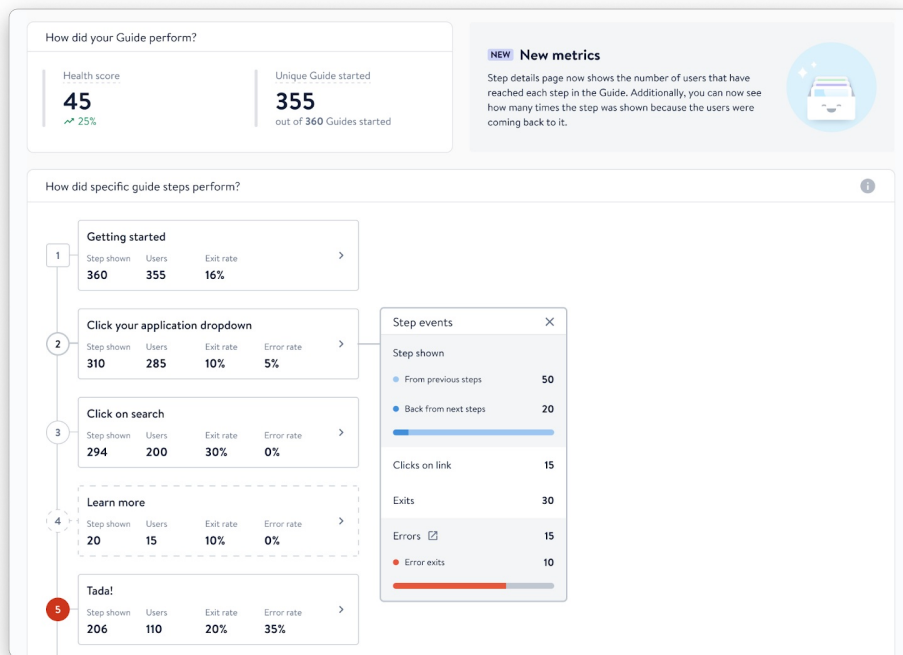 How did your Guide perform?
Health score
45
25%
Unique Guide started
355
out of 360 Guides started
NEW New metrics
Step details page now shows the number of users that have
reached each step in the Guide. Additionally, you can now see
how many times the step was shown because the users were
coming back to it.
How did specific guide steps perform?
1
Getting started
Step shown Users Exit rate
360 355 16%
2
Click your application dropdown
Step shown Users Exit rate Error rate
310 285 10% 5%
3
Click on search
Step shown Users Exit rate Error rate
294 200 30% 0%
4
Learn more
Step shown Users Exit rate Error rate
20 15 10% 0%
5
Tada!
Step shown Users Exit rate Error rate
206 110 20% 35%
Step events
Step shown
From previous steps 50
Back from next steps 20
Clicks on link 15
Exits 30
Errors 15
Error exits 10